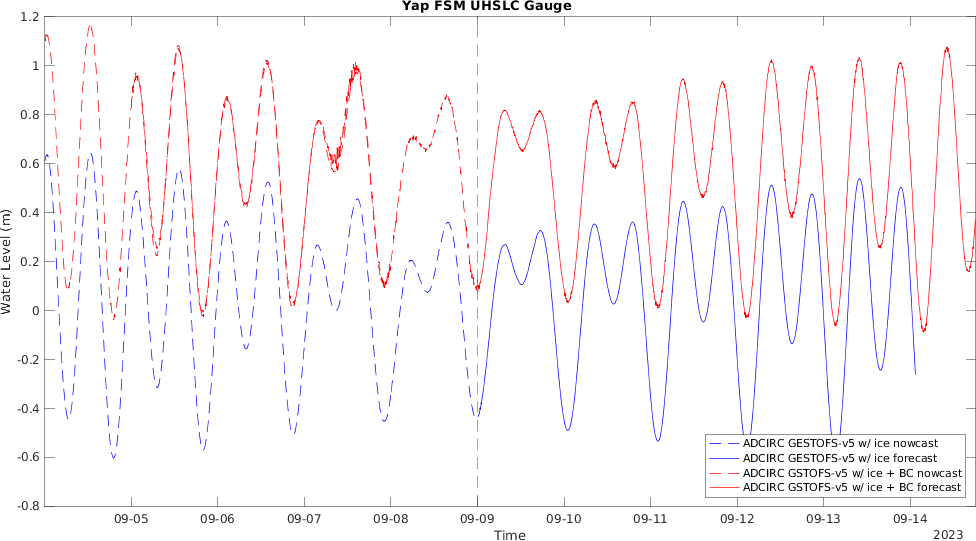 Yap FSM UHSLC Gauge
1.2
1
0.8
0.6
0.4
0.2
0
-0.2
-0.4
-0.6
-0.8
Water Level (m)
ADCIRC GESTOFS-v5 w/ ice nowcast
ADCIRC GESTOFS-v5 w/ ice forecast
ADCIRC GSTOFS-v5 w/ ice + BC nowcast
ADCIRC GSTOFS-v5 w/ ice + BC forecast
09-05 09-06 09-07 09-08 09-09 09-10 09-11 09-12 09-13 09-14
Time
2023